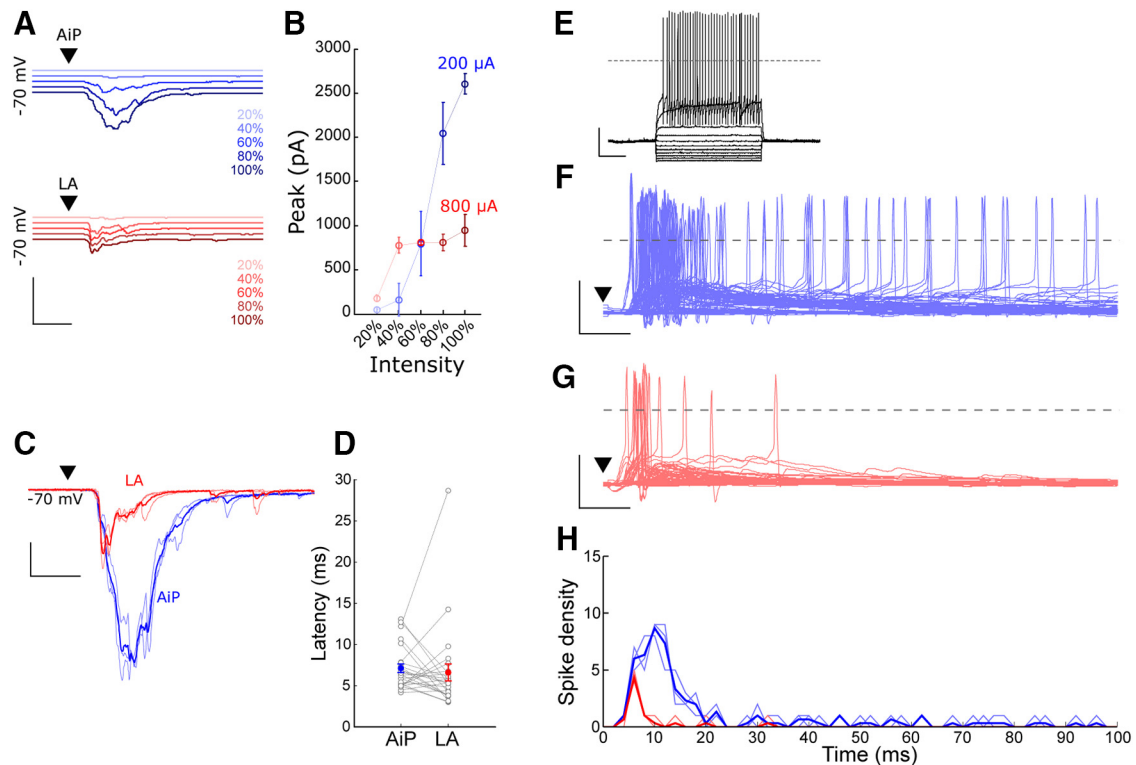 A
AiP
-70 mV
20%
40%
60%
80%
100%
LA
-70 mV
20%
40%
60%
80%
100%
B
3000
2500
2000
1500
1000
500
0
Peak (pA)
200 µA
800 µA
20%
40%
60%
80%
100%
Intensity
C
LA
-70 mV
AiP
D
30
25
20
15
10
5
0
Latency (ms)
AiP LA
E
F
G
H
15
10
5
0
Spike density
0 10 20 30 40 50 60 70 80 90 100
Time (ms)